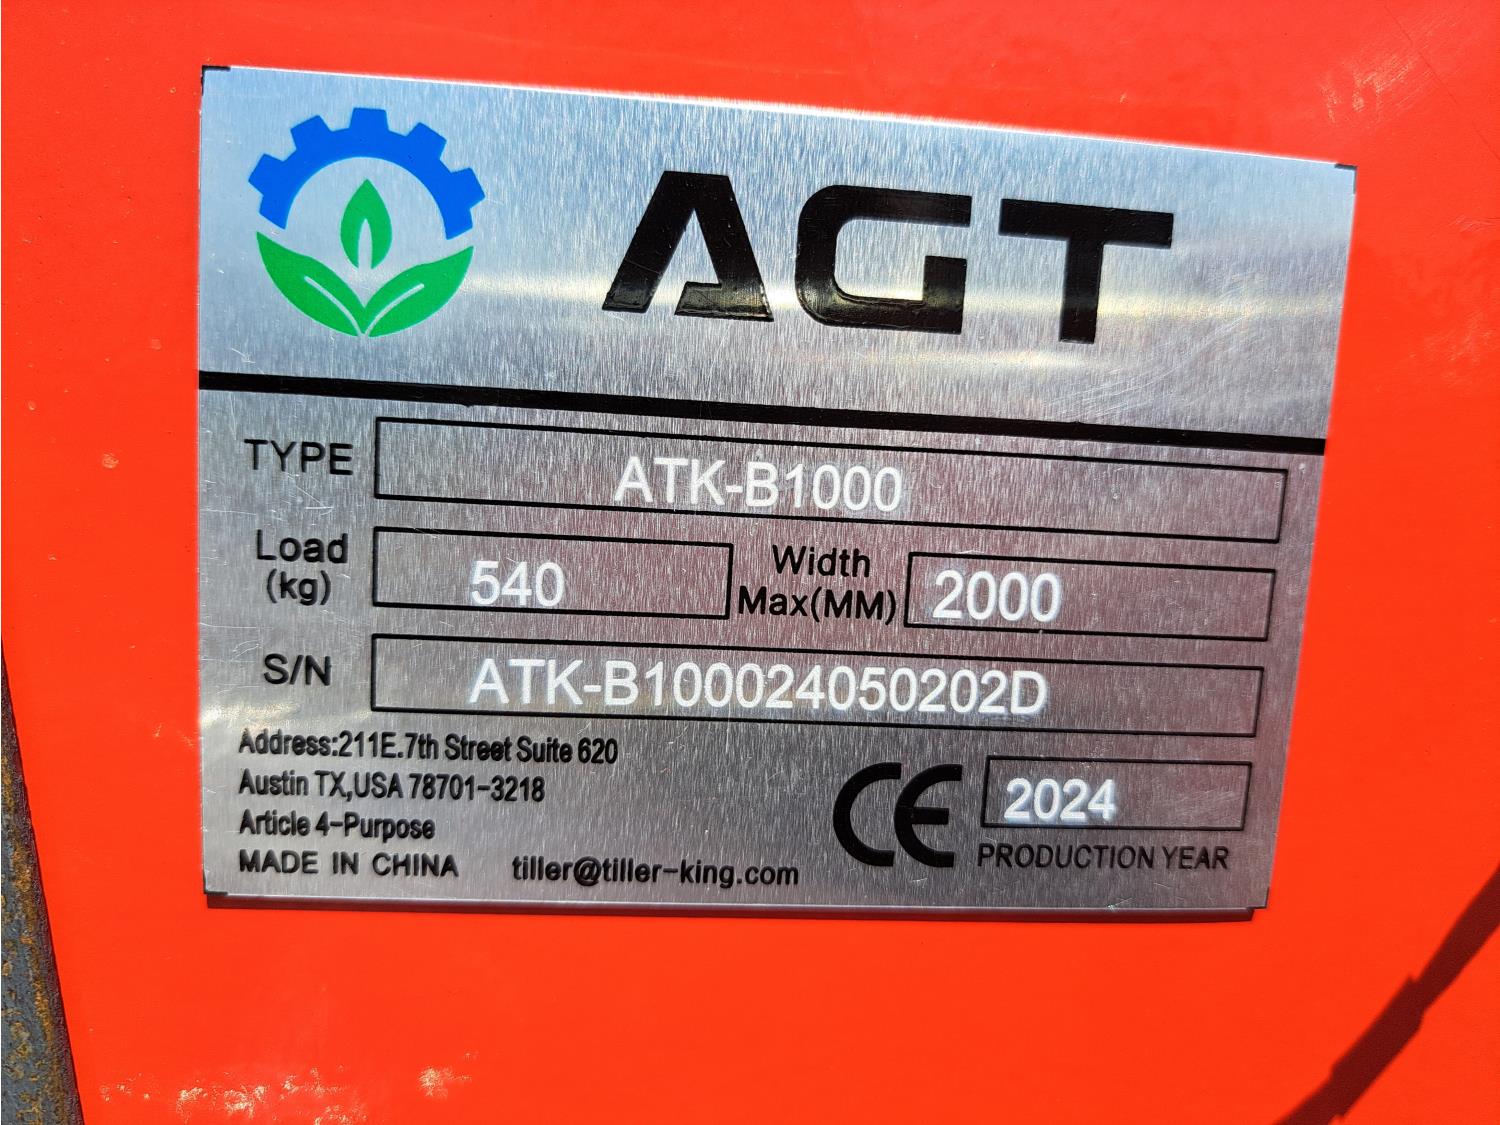 AGT
TYPE ATK-B1000
Load (kg) 540 Width Max(MM) 2000
S/N ATK-B100024050202D
Address:211E.7th Street Suite 620
Austin TX,USA 78701-3218
Article 4-Purpose
MADE IN CHINA tiller@tiller-king.com
CE 2024
PRODUCTION YEAR